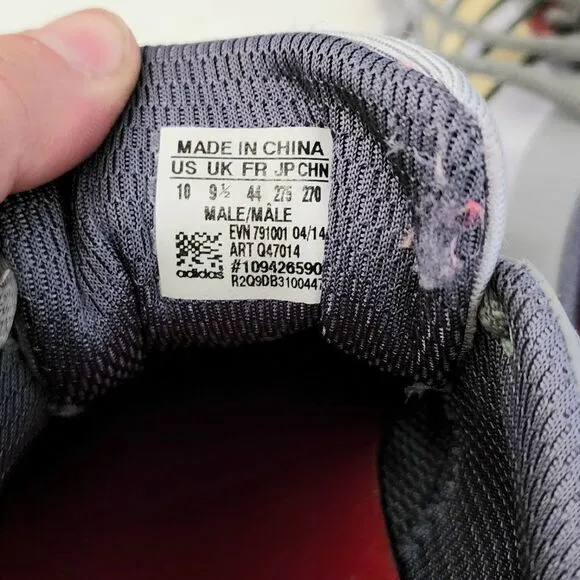 MADE IN CHINA
US UK FR JP CHN
10 9½ 44 275 270
MALE/MÂLE
EVN 791001 04/14
ART Q47014
adidas #109426590
R2Q9DB3100447